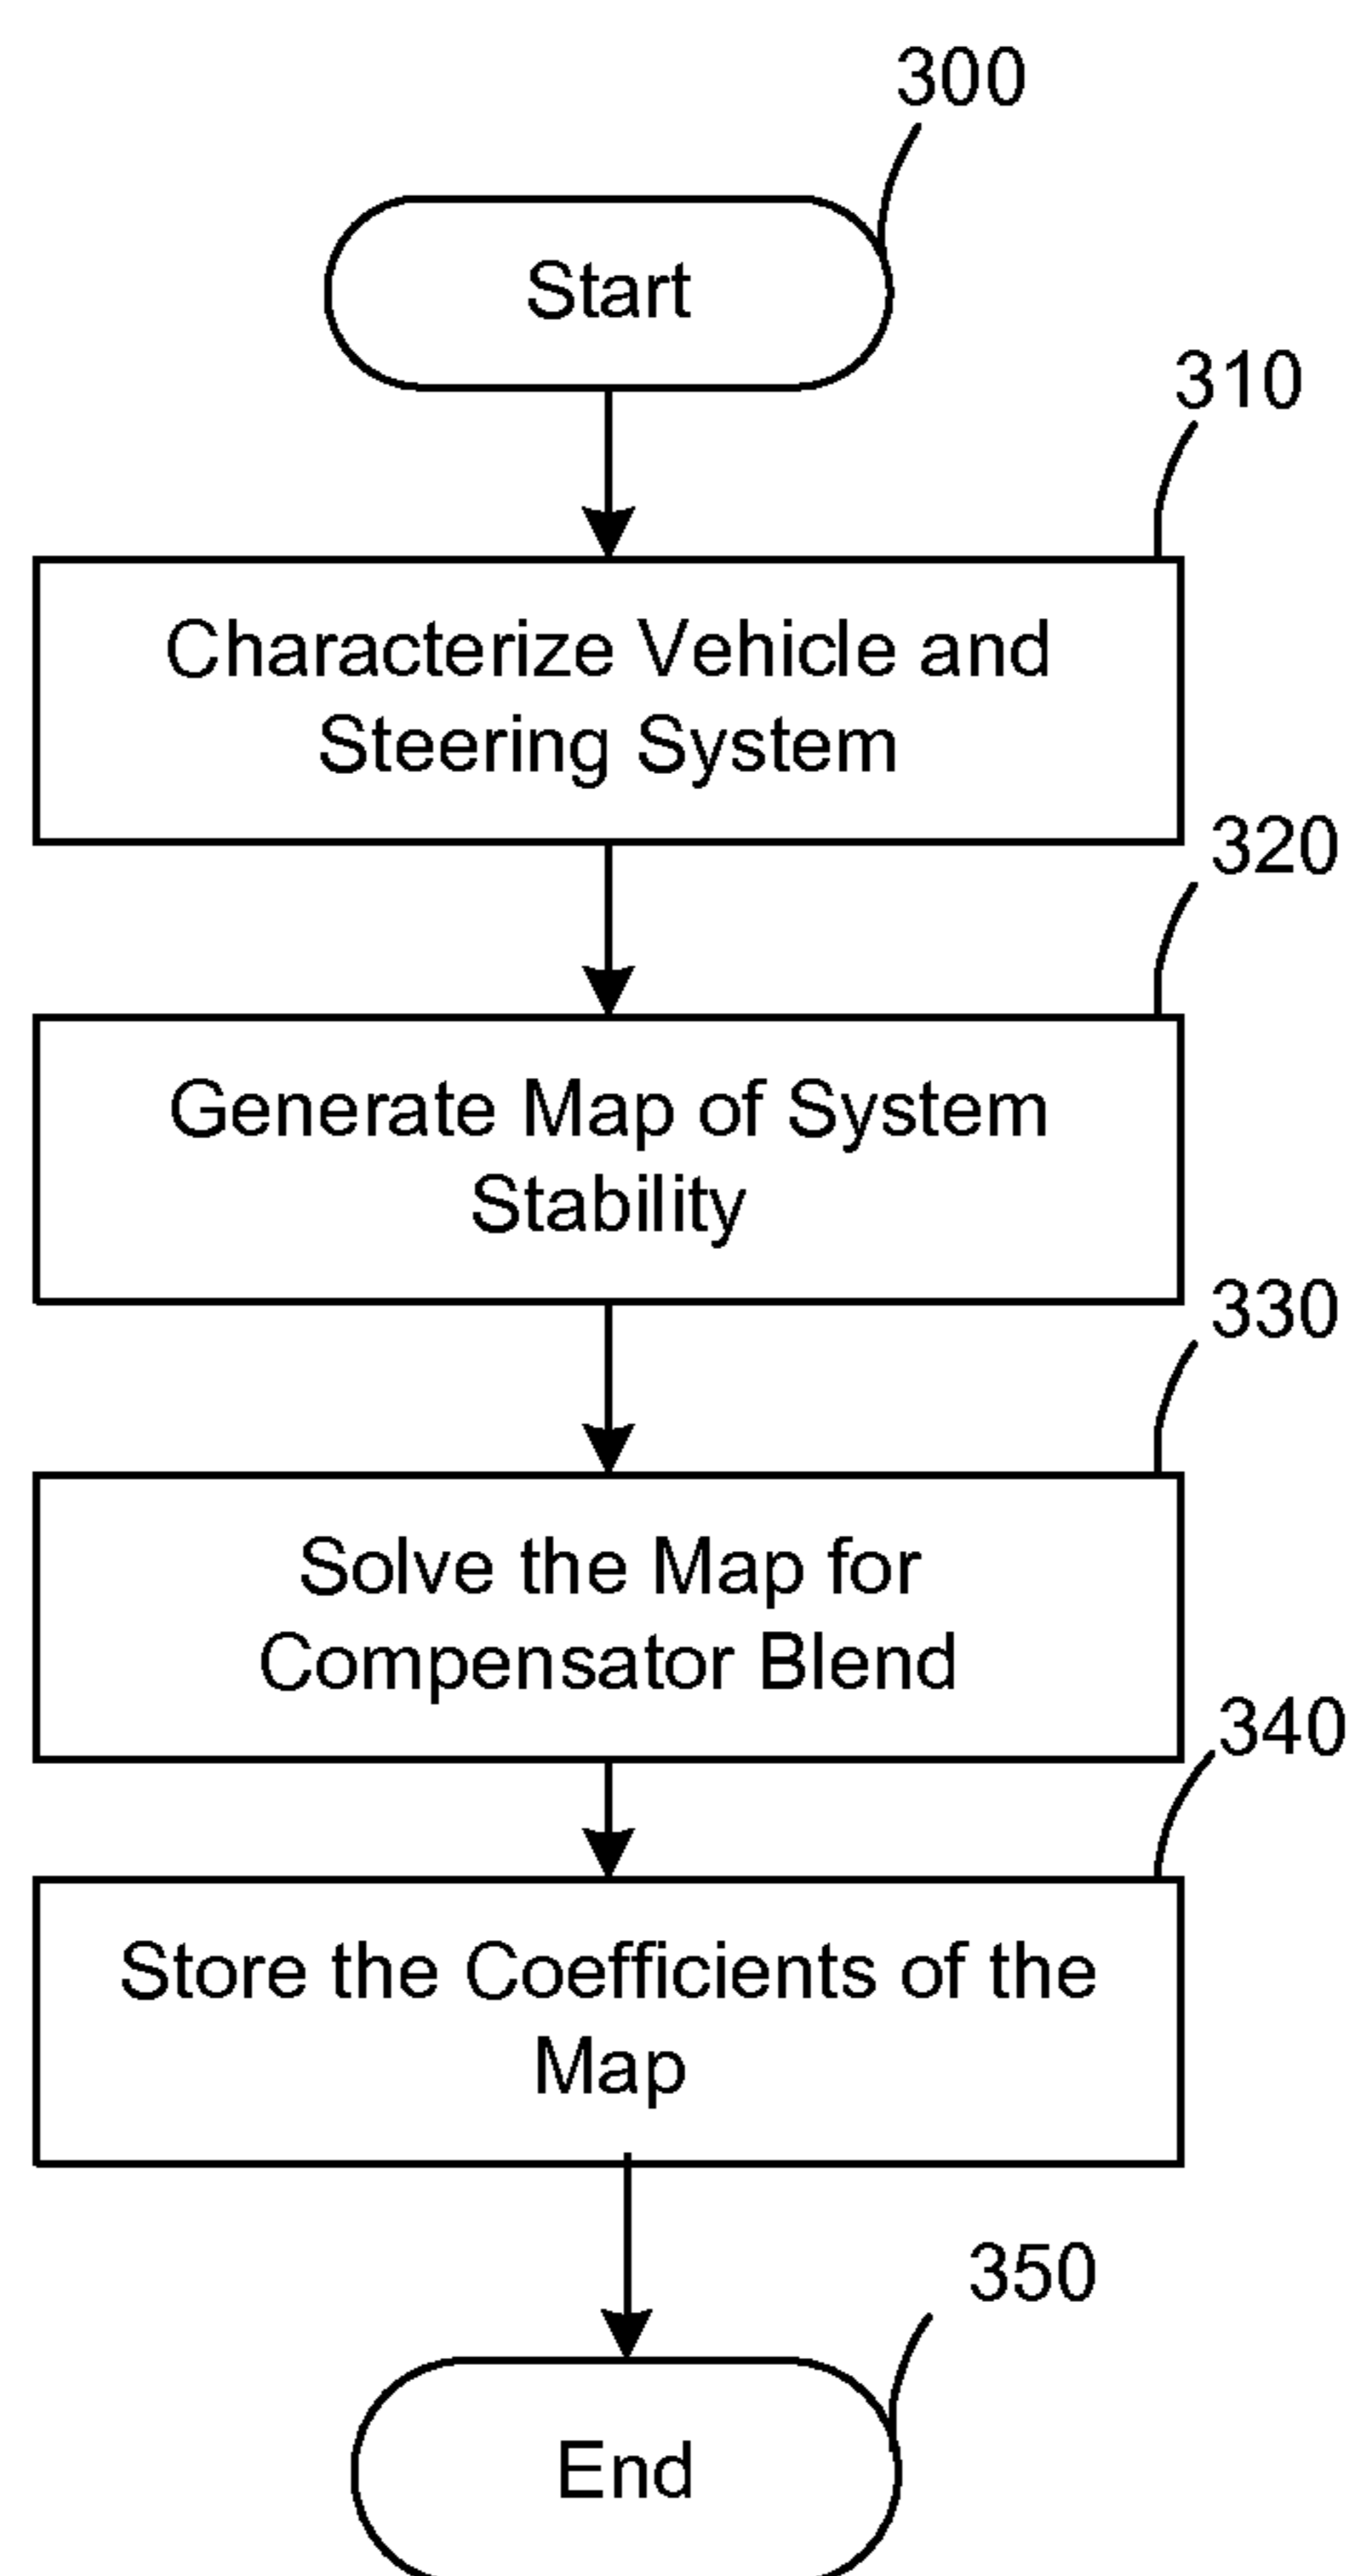 300
Start
310
Characterize Vehicle and
Steering System
320
Generate Map of System
Stability
330
Solve the Map for
Compensator Blend
340
Store the Coefficients of the
Map
350
End